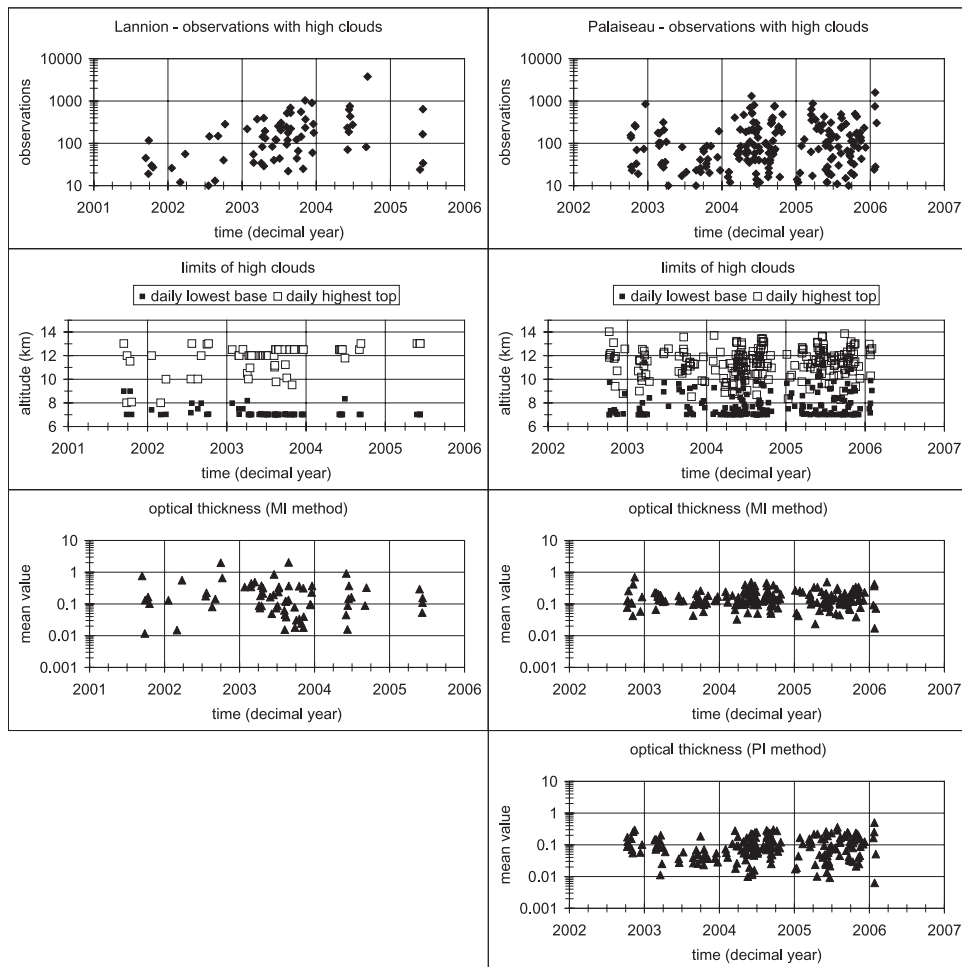 Lannion - observations with high clouds
observations
10000
1000
100
10
2001 2002 2003 2004 2005 2006
time (decimal year)
Palaiseau - observations with high clouds
observations
10000
1000
100
10
2002 2003 2004 2005 2006 2007
time (decimal year)
limits of high clouds
daily lowest base daily highest top
altitude (km)
14
12
10
8
6
2001 2002 2003 2004 2005 2006
time (decimal year)
limits of high clouds
daily lowest base daily highest top
altitude (km)
14
12
10
8
6
2002 2003 2004 2005 2006 2007
time (decimal year)
optical thickness (MI method)
mean value
10
1
0.1
0.01
0.001
2001 2002 2003 2004 2005 2006
time (decimal year)
optical thickness (MI method)
mean value
10
1
0.1
0.01
0.001
2002 2003 2004 2005 2006 2007
time (decimal year)
optical thickness (PI method)
mean value
10
1
0.1
0.01
0.001
2002 2003 2004 2005 2006 2007
time (decimal year)